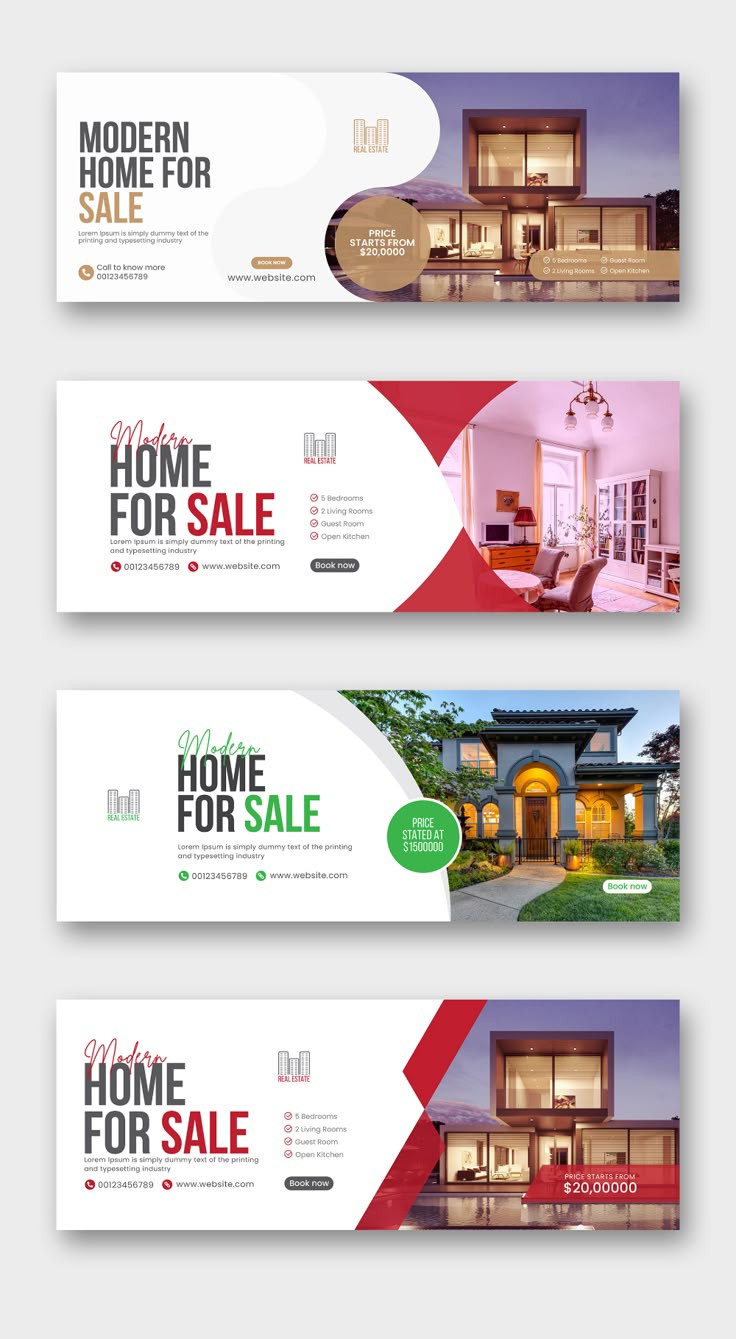 MODERN
HOME FOR
SALE
Lorem Ipsum is simply dummy text of the
printing and typesetting industry
Call to know more
00123456789
BOOK NOW
www.website.com
REAL ESTATE
PRICE
STARTS FROM
$20,0000
5 Bedrooms
Guest Room
2 Living Rooms
Open Kitchen
Modern
HOME
FOR SALE
Lorem Ipsum is simply dummy text of the printing
and typesetting industry
00123456789
www.website.com
REAL ESTATE
5 Bedrooms
2 Living Rooms
Guest Room
Open Kitchen
Book now
REAL ESTATE
Modern
HOME
FOR SALE
Lorem Ipsum is simply dummy text of the printing
and typesetting industry
00123456789
www.website.com
PRICE
STATED AT
$1500000
Book now
Modern
HOME
FOR SALE
Lorem Ipsum is simply dummy text of the printing
and typesetting industry
00123456789
www.website.com
REAL ESTATE
5 Bedrooms
2 Living Rooms
Guest Room
Open Kitchen
Book now
PRICE STARTS FROM
$20,00000